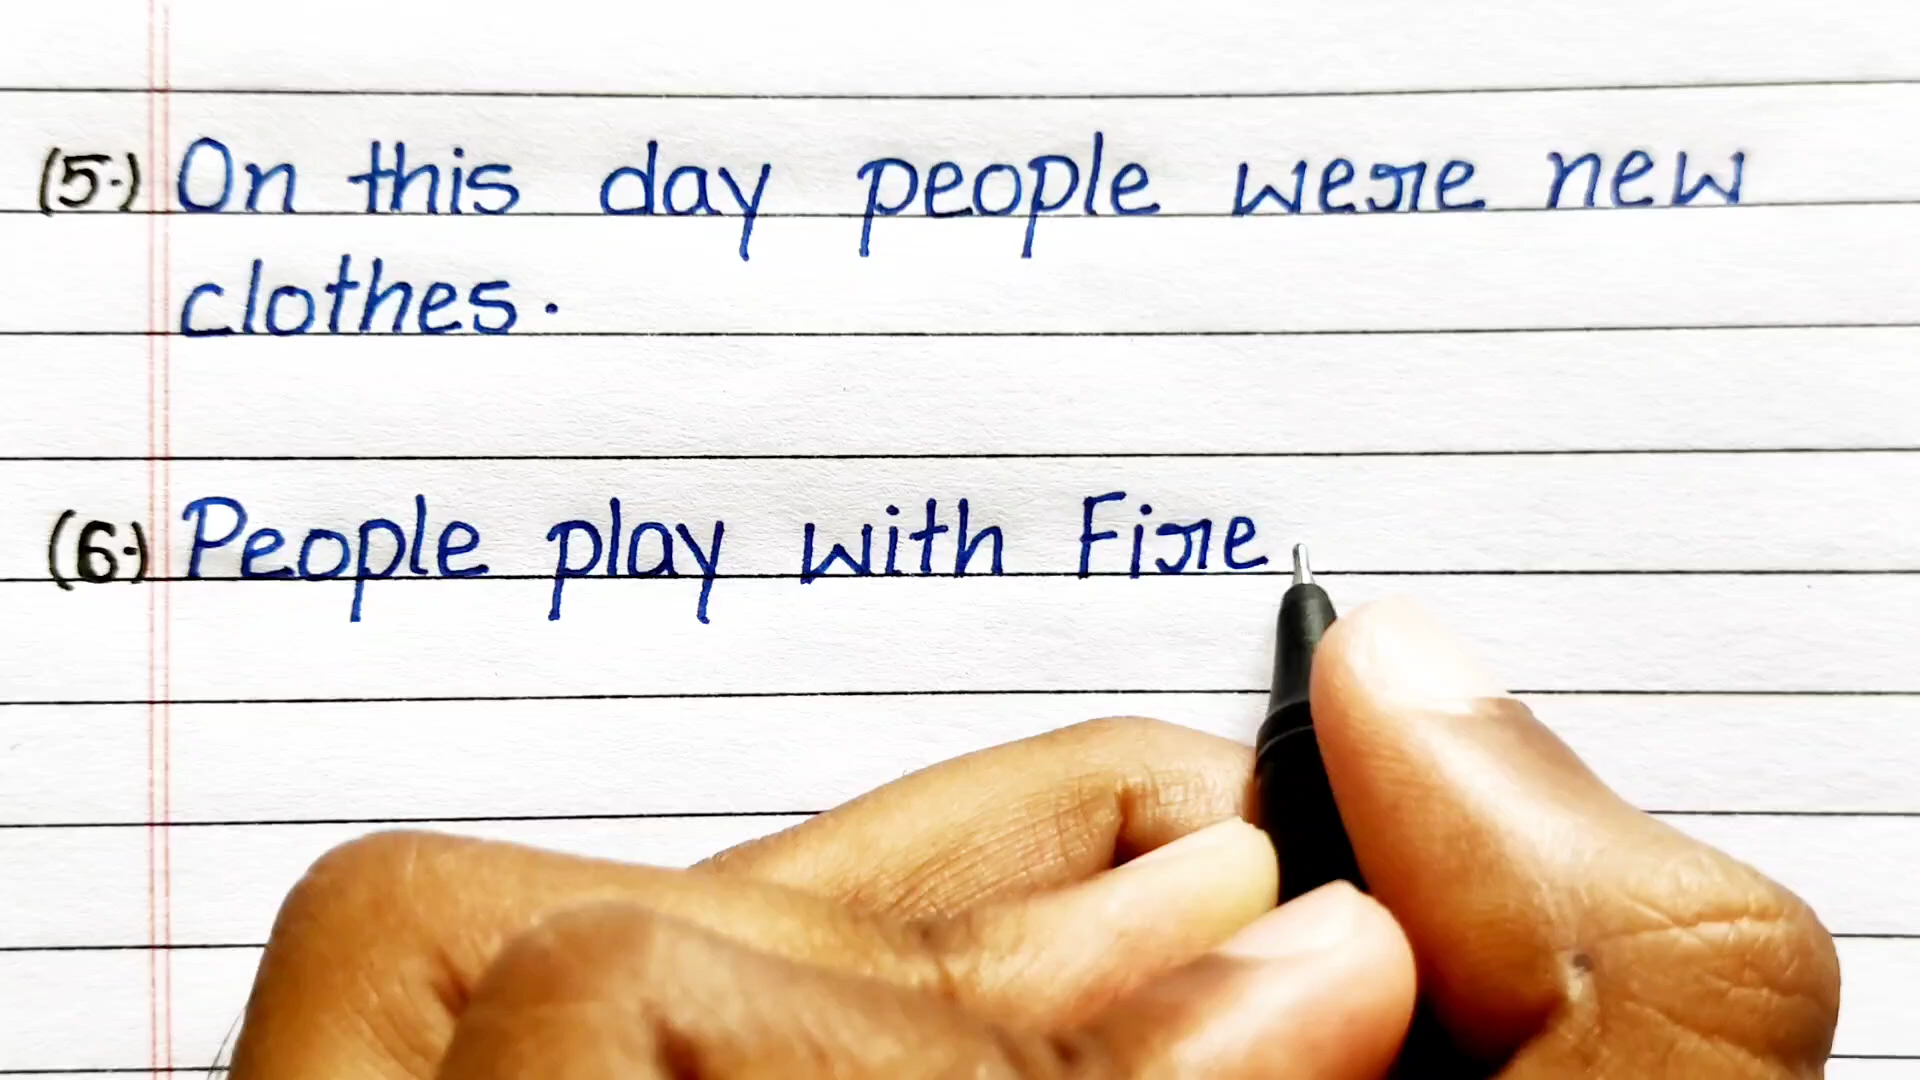 (5.) On this day people were new
clothes.
(6.) People play with Fire